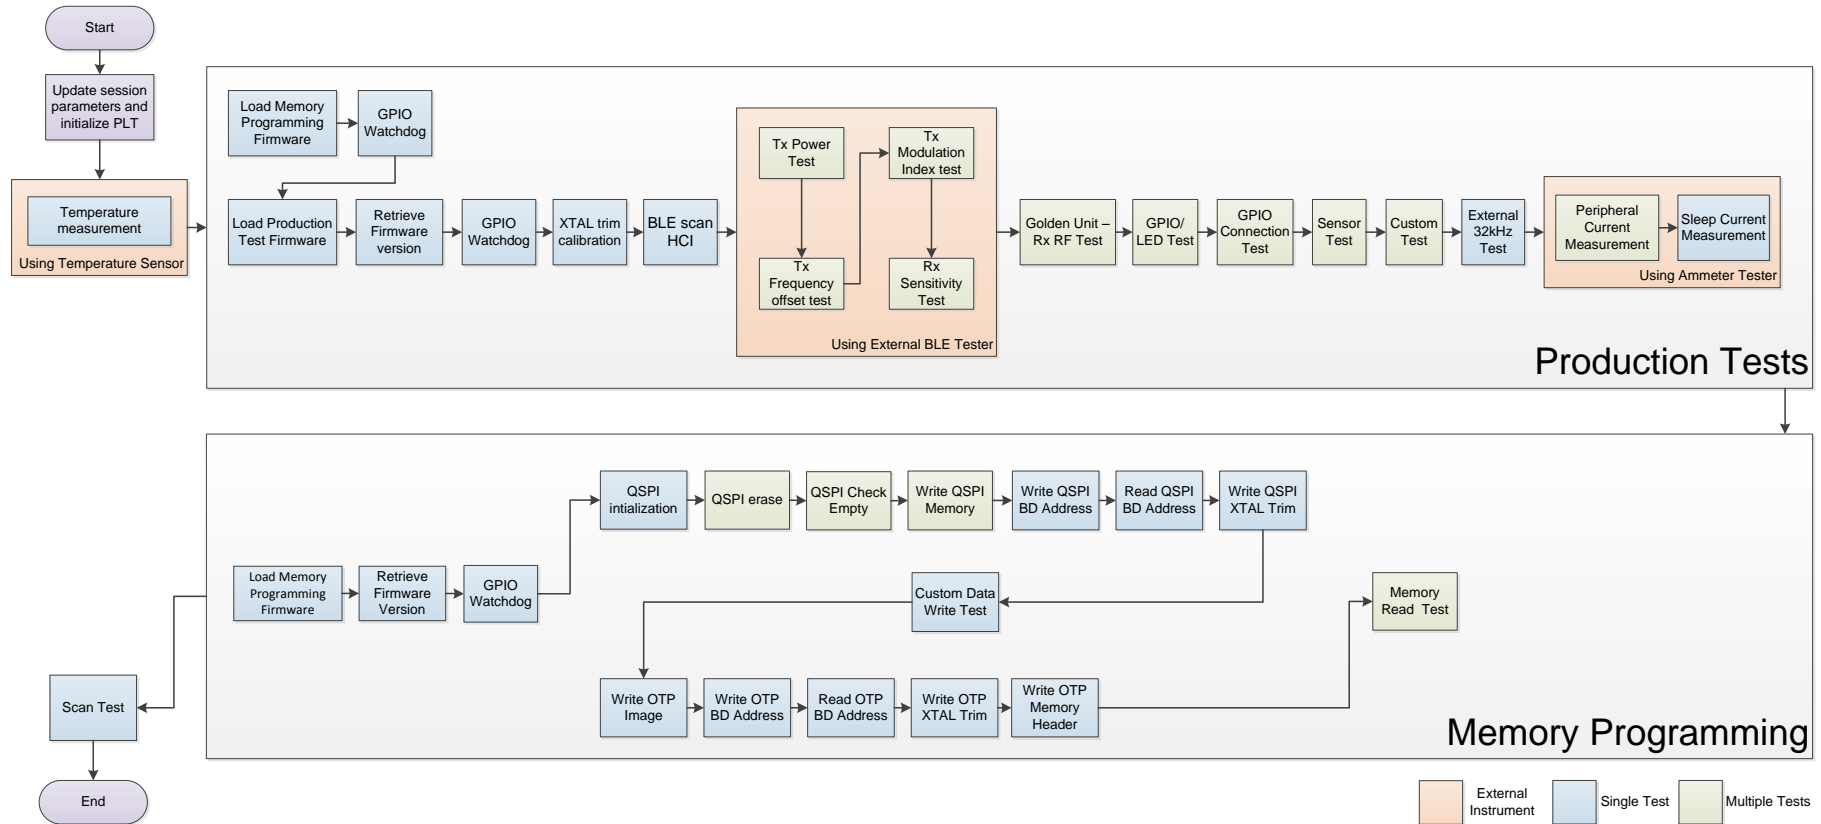 Start
Update session
parameters and
initialize PLT
Temperature
measurement
Using Temperature Sensor
Load Memory
Programming
Firmware
GPIO
Watchdog
Load Production
Test Firmware
Retrieve
Firmware
version
GPIO
Watchdog
XTAL trim
calibration
BLE scan
HCI
Tx Power
Test
Tx
Frequency
offset test
Tx
Modulation
Index test
Rx
Sensitivity
Test
Using External BLE Tester
Golden Unit –
Rx RF Test
GPIO/
LED Test
GPIO
Connection
Test
Sensor
Test
Custom
Test
External
32kHz
Test
Peripheral
Current
Measurement
Sleep Current
Measurement
Using Ammeter Tester
Production Tests
Load Memory
Programming
Firmware
Retrieve
Firmware
Version
GPIO
Watchdog
QSPI
intialization
QSPI erase
QSPI Check
Empty
Write QSPI
Memory
Write QSPI
BD Address
Read QSPI
BD Address
Write QSPI
XTAL Trim
Custom Data
Write Test
Write OTP
Image
Write OTP
BD Address
Read OTP
BD Address
Write OTP
XTAL Trim
Write OTP
Memory
Header
Memory
Read Test
Memory Programming
Scan Test
End
External
Instrument
Single Test
Multiple Tests